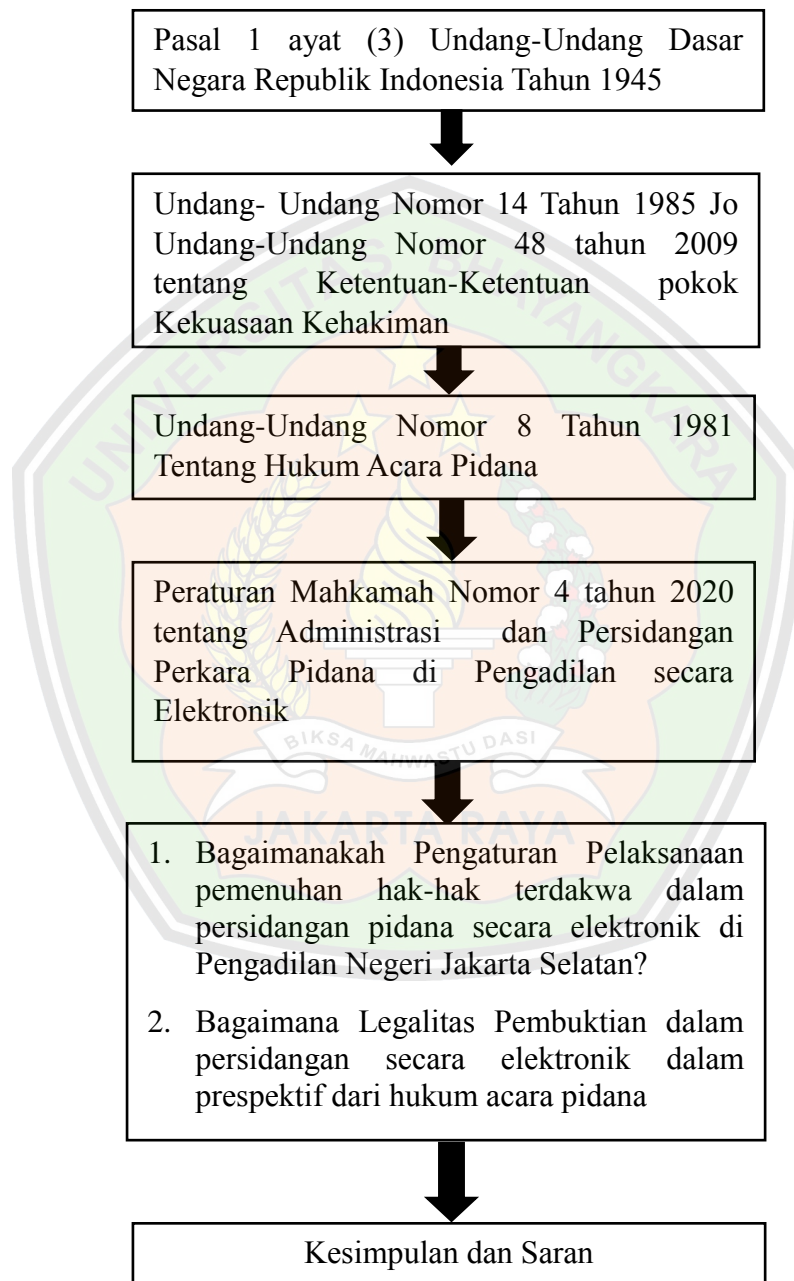 Pasal 1 ayat (3) Undang-Undang Dasar
Negara Republik Indonesia Tahun 1945
Undang- Undang Nomor 14 Tahun 1985 Jo
Undang-Undang Nomor 48 tahun 2009
tentang Ketentuan-Ketentuan pokok
Kekuasaan Kehakiman
Undang-Undang Nomor 8 Tahun 1981
Tentang Hukum Acara Pidana
Peraturan Mahkamah Nomor 4 tahun 2020
tentang Administrasi dan Persidangan
Perkara Pidana di Pengadilan secara
Elektronik
1. Bagaimanakah Pengaturan Pelaksanaan
pemenuhan hak-hak terdakwa dalam
persidangan pidana secara elektronik di
Pengadilan Negeri Jakarta Selatan?
2. Bagaimana Legalitas Pembuktian dalam
persidangan secara elektronik dalam
prespektif dari hukum acara pidana
Kesimpulan dan Saran
UNIVERSITAS BHAYANGKARA
BIKSA MAHWASTU DASI
JAKARTA RAYA